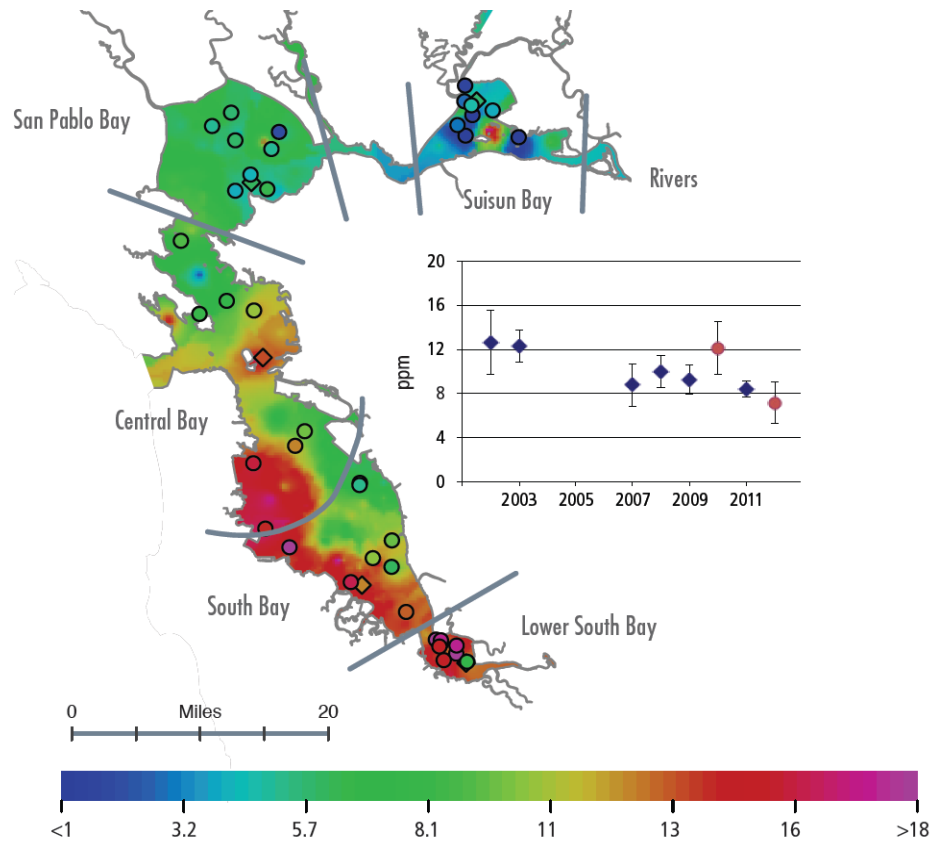 San Pablo Bay
Rivers
Suisun Bay
20
16
12
8
4
0
ppm
2003 2005 2007 2009 2011
Central Bay
South Bay
Lower South Bay
0 Miles 20
<1 3.2 5.7 8.1 11 13 16 >18